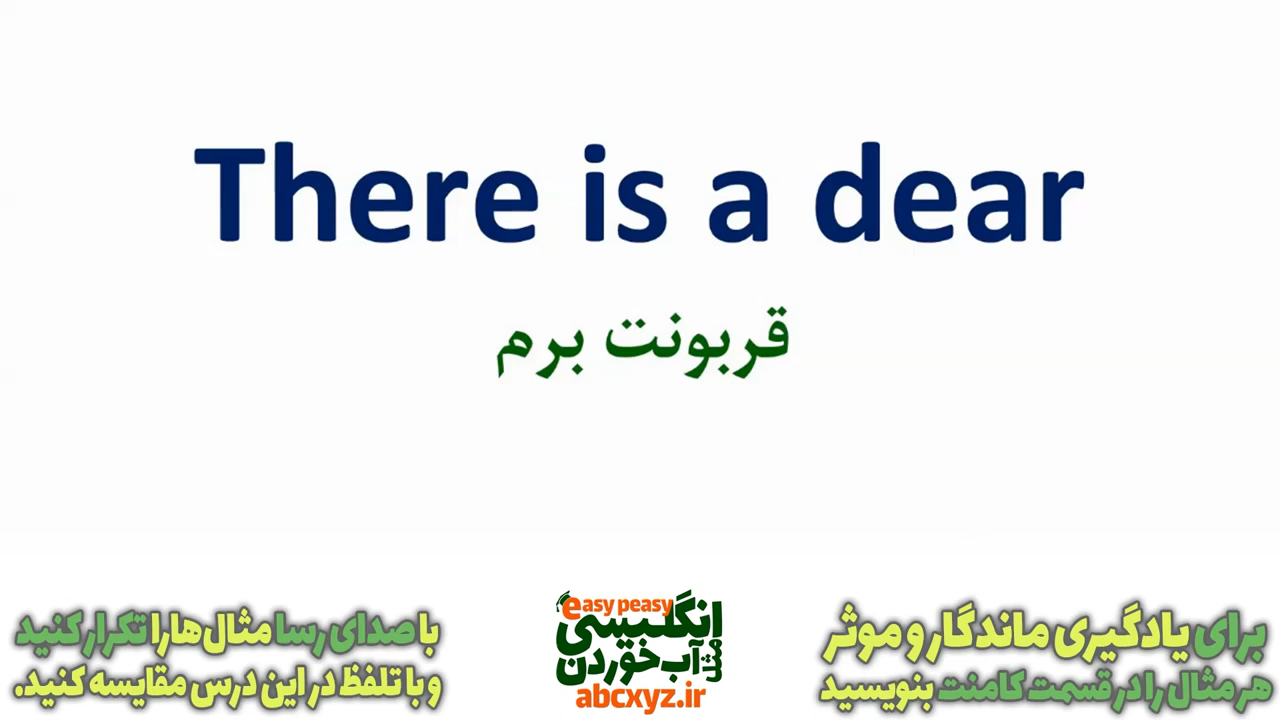 There is a dear
قربونت برم
برای یادگیری ماندگار و موثر
هر مثال را در قسمت کامنت بنویسید
easy peasy
انگلیسی
مثل آب خوردن
abcxyz.ir
با صدای رسا مثال‌ها را تکرار کنید
و با تلفظ در این درس مقایسه کنید.